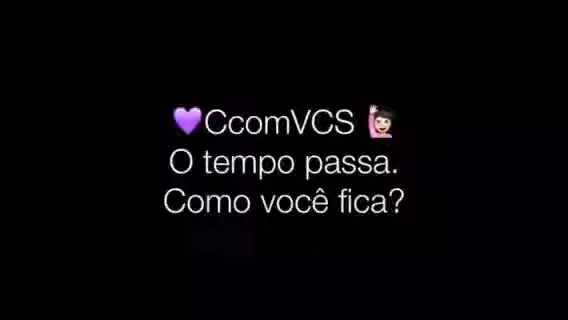 💜CcomVCS 🙋🏻
O tempo passa.
Como você fica?